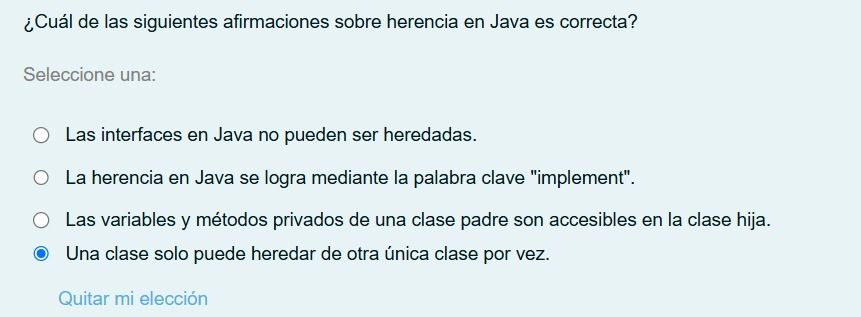 ¿Cuál de las siguientes afirmaciones sobre herencia en Java es correcta?
Seleccione una:
Las interfaces en Java no pueden ser heredadas.
La herencia en Java se logra mediante la palabra clave "implement".
Las variables y métodos privados de una clase padre son accesibles en la clase hija.
Una clase solo puede heredar de otra única clase por vez.
Quitar mi elección